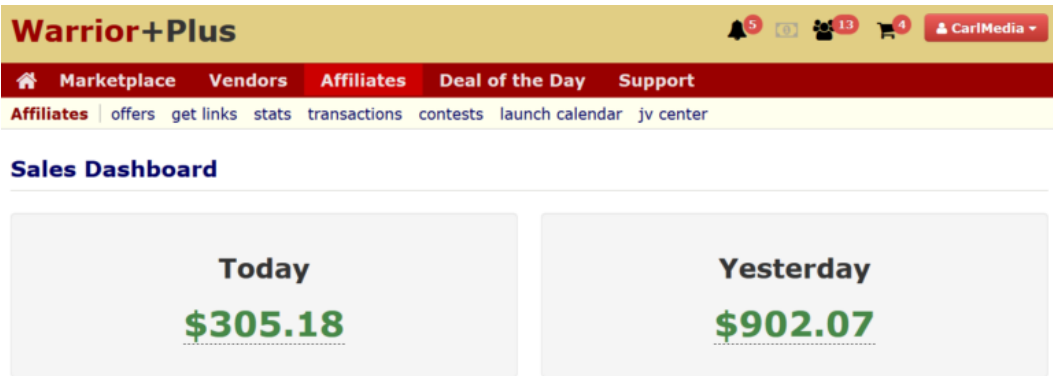 Warrior+Plus 5 13 4 CarlMedia
Marketplace Vendors Affiliates Deal of the Day Support
Affiliates offers get links stats transactions contests launch calendar jv center
Sales Dashboard
Today Yesterday
$305.18 $902.07